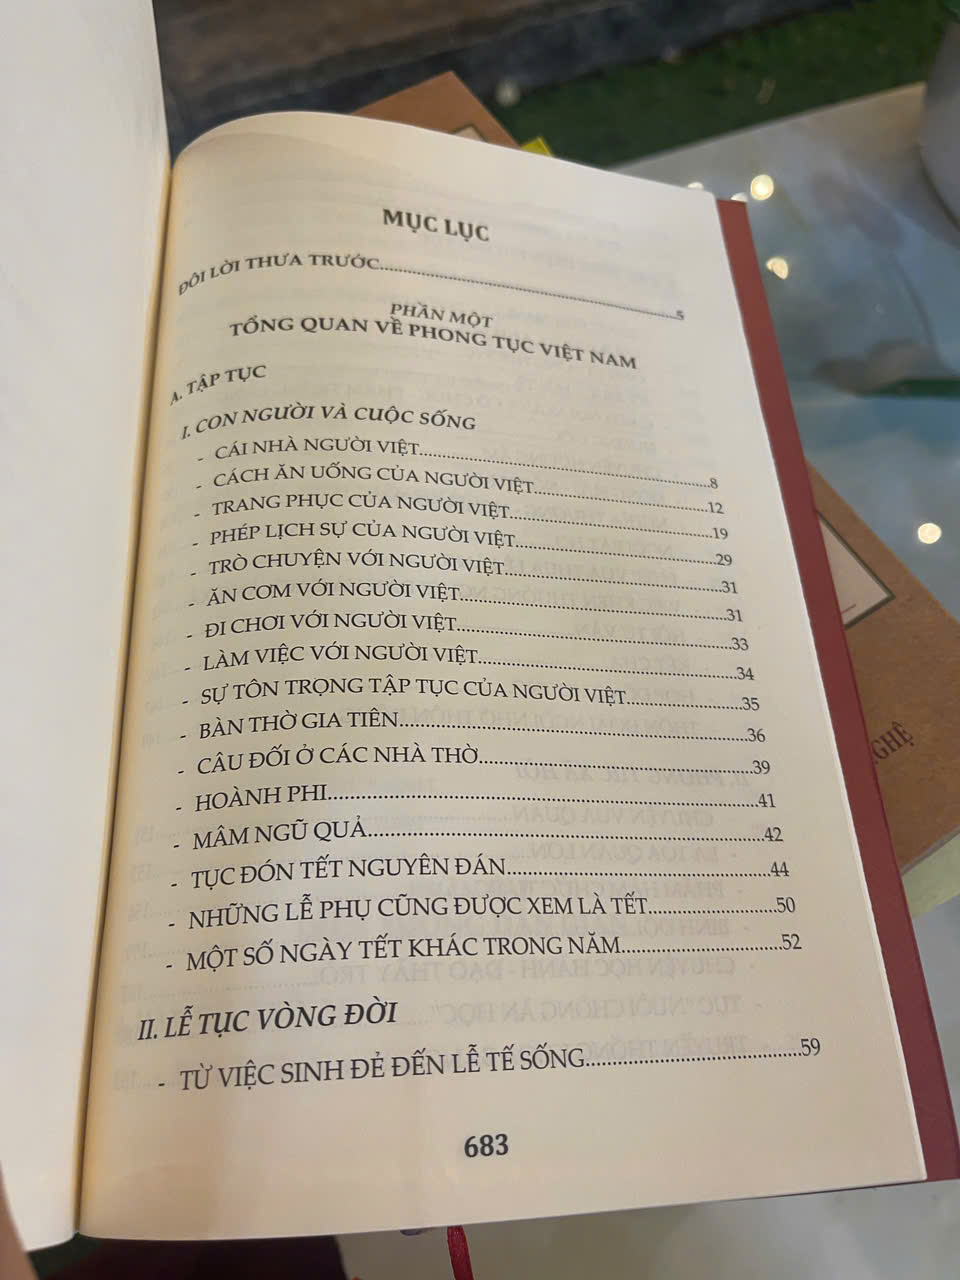 MỤC LỤC
ĐÔI LỜI THƯA TRƯỚC.....5
PHẦN MỘT
TỔNG QUAN VỀ PHONG TỤC VIỆT NAM
A. TẬP TỤC
I. CON NGƯỜI VÀ CUỘC SỐNG
- CÁI NHÀ NGƯỜI VIỆT.....8
- CÁCH ĂN UỐNG CỦA NGƯỜI VIỆT.....12
- TRANG PHỤC CỦA NGƯỜI VIỆT.....19
- PHÉP LỊCH SỰ CỦA NGƯỜI VIỆT.....29
- TRÒ CHUYỆN VỚI NGƯỜI VIỆT.....31
- ĂN CƠM VỚI NGƯỜI VIỆT.....31
- ĐI CHƠI VỚI NGƯỜI VIỆT.....33
- LÀM VIỆC VỚI NGƯỜI VIỆT.....34
- SỰ TÔN TRỌNG TẬP TỤC CỦA NGƯỜI VIỆT.....35
- BÀN THỜ GIA TIÊN.....36
- CÂU ĐỐI Ở CÁC NHÀ THỜ.....39
- HOÀNH PHI.....41
- MÂM NGŨ QUẢ.....42
- TỤC ĐÓN TẾT NGUYÊN ĐÁN.....44
- NHỮNG LỄ PHỤ CŨNG ĐƯỢC XEM LÀ TẾT.....50
- MỘT SỐ NGÀY TẾT KHÁC TRONG NĂM.....52
II. LỄ TỤC VÒNG ĐỜI
- TỪ VIỆC SINH ĐẺ ĐẾN LỄ TẾ SỐNG.....59
683